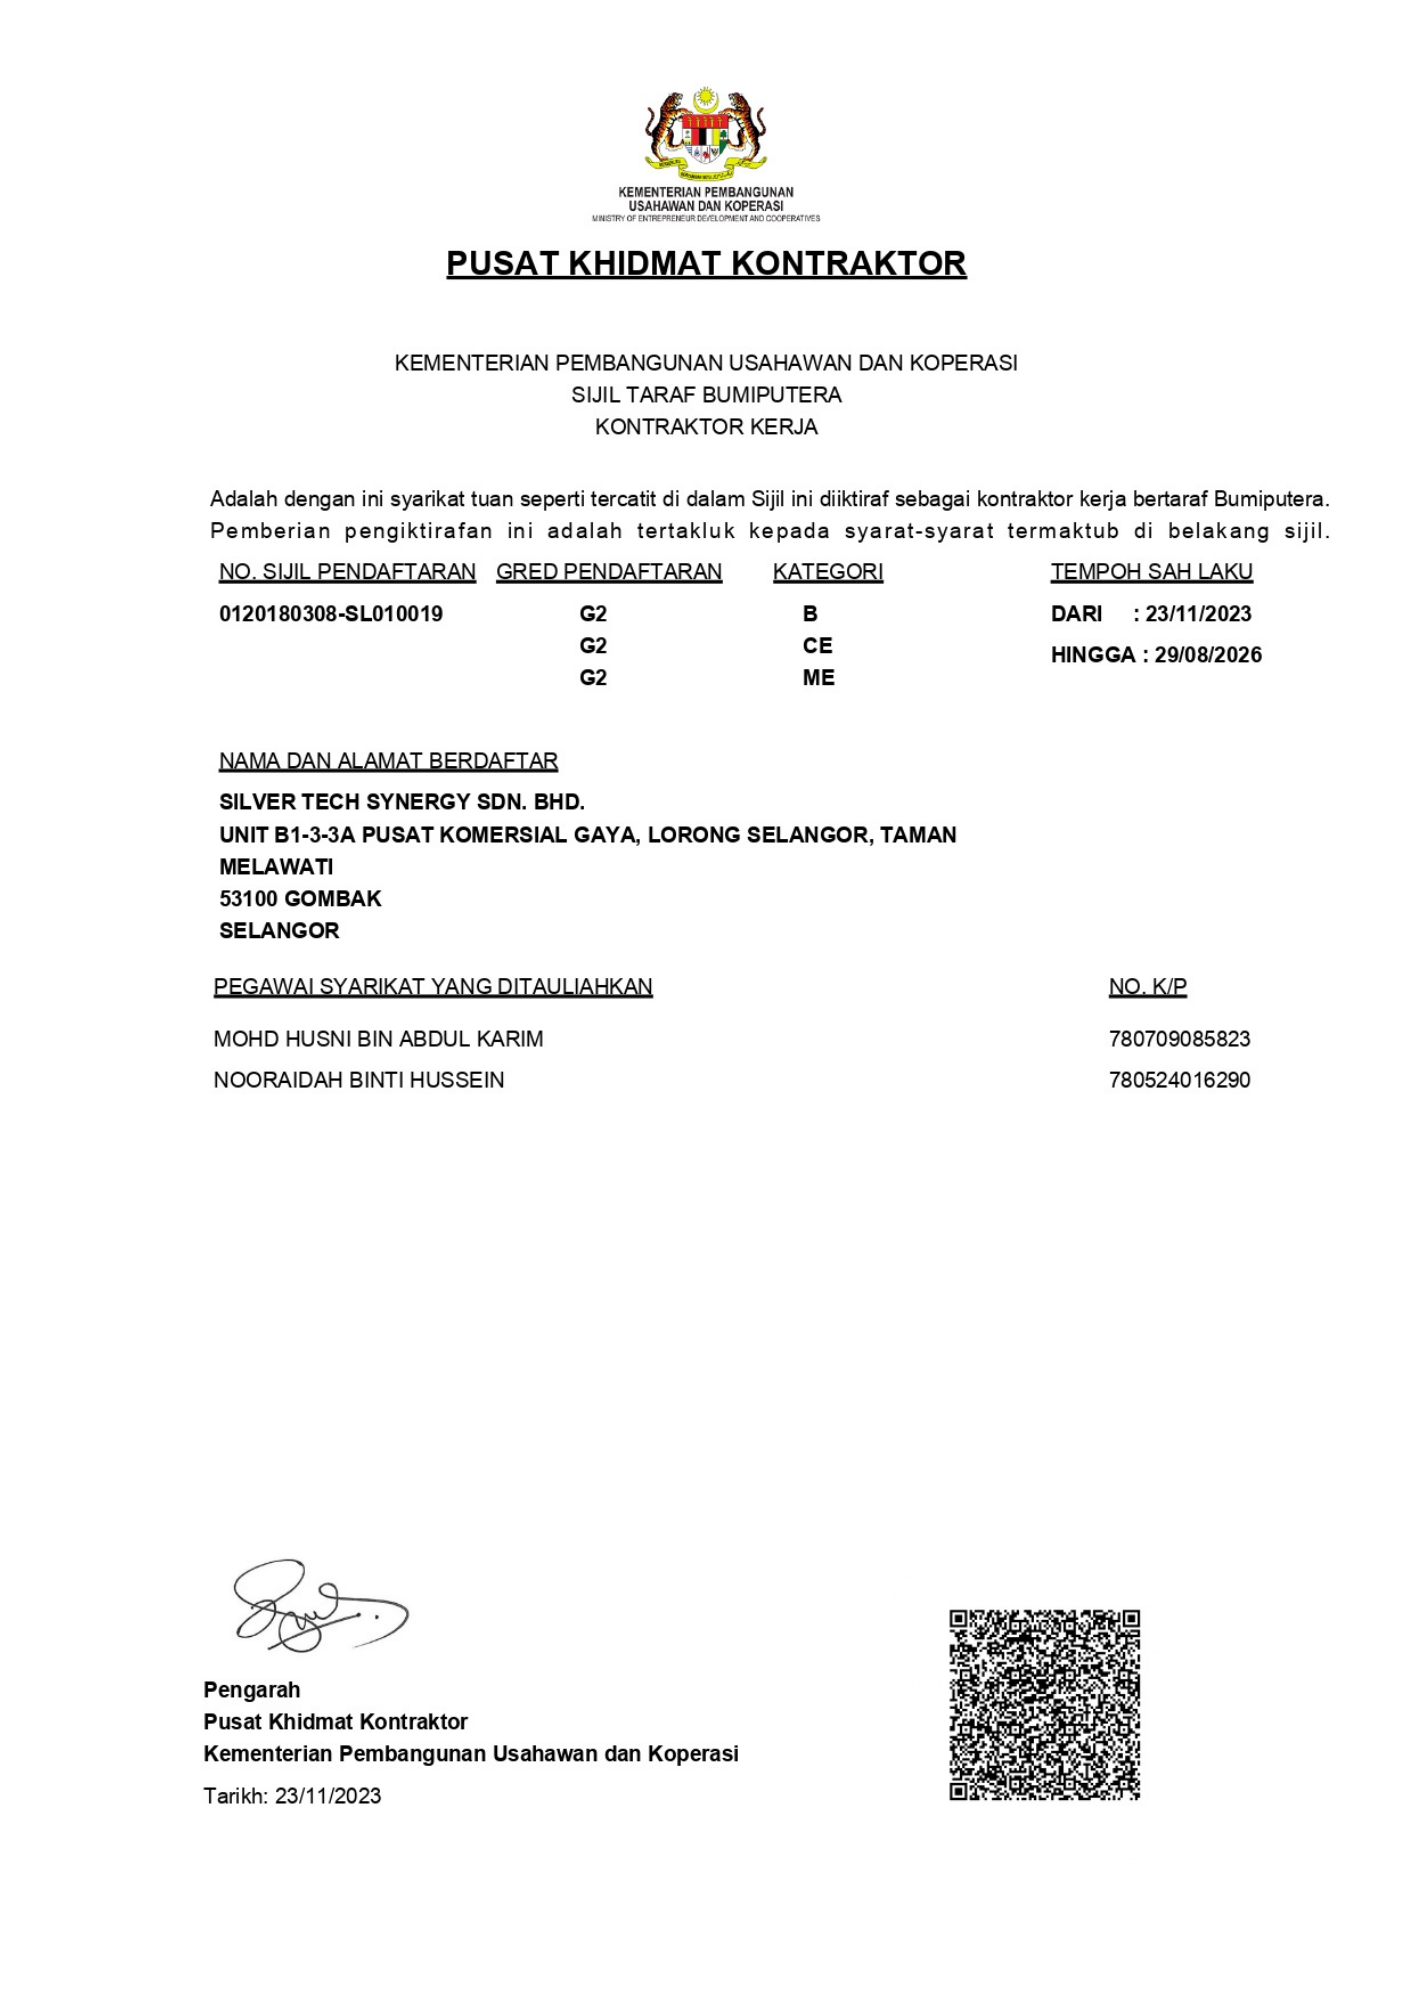 KEMENTERIAN PEMBANGUNAN
USAHAWAN DAN KOPERASI
MINISTRY OF ENTREPRENEUR DEVELOPMENT AND COOPERATIVES
PUSAT KHIDMAT KONTRAKTOR
KEMENTERIAN PEMBANGUNAN USAHAWAN DAN KOPERASI
SIJIL TARAF BUMIPUTERA
KONTRAKTOR KERJA
Adalah dengan ini syarikat tuan seperti tercatit di dalam Sijil ini diiktiraf sebagai kontraktor kerja bertaraf Bumiputera.
Pemberian pengiktirafan ini adalah tertakluk kepada syarat-syarat termaktub di belakang sijil.
NO. SIJIL PENDAFTARAN GRED PENDAFTARAN KATEGORI TEMPOH SAH LAKU
0120180308-SL010019 G2 B DARI : 23/11/2023
G2 CE
HINGGA : 29/08/2026
G2 ME
NAMA DAN ALAMAT BERDAFTAR
SILVER TECH SYNERGY SDN. BHD.
UNIT B1-3-3A PUSAT KOMERSIAL GAYA, LORONG SELANGOR, TAMAN
MELAWATI
53100 GOMBAK
SELANGOR
PEGAWAI SYARIKAT YANG DITAULIAHKAN NO. K/P
MOHD HUSNI BIN ABDUL KARIM 780709085823
NOORAIDAH BINTI HUSSEIN 780524016290
Pengarah
Pusat Khidmat Kontraktor
Kementerian Pembangunan Usahawan dan Koperasi
Tarikh: 23/11/2023